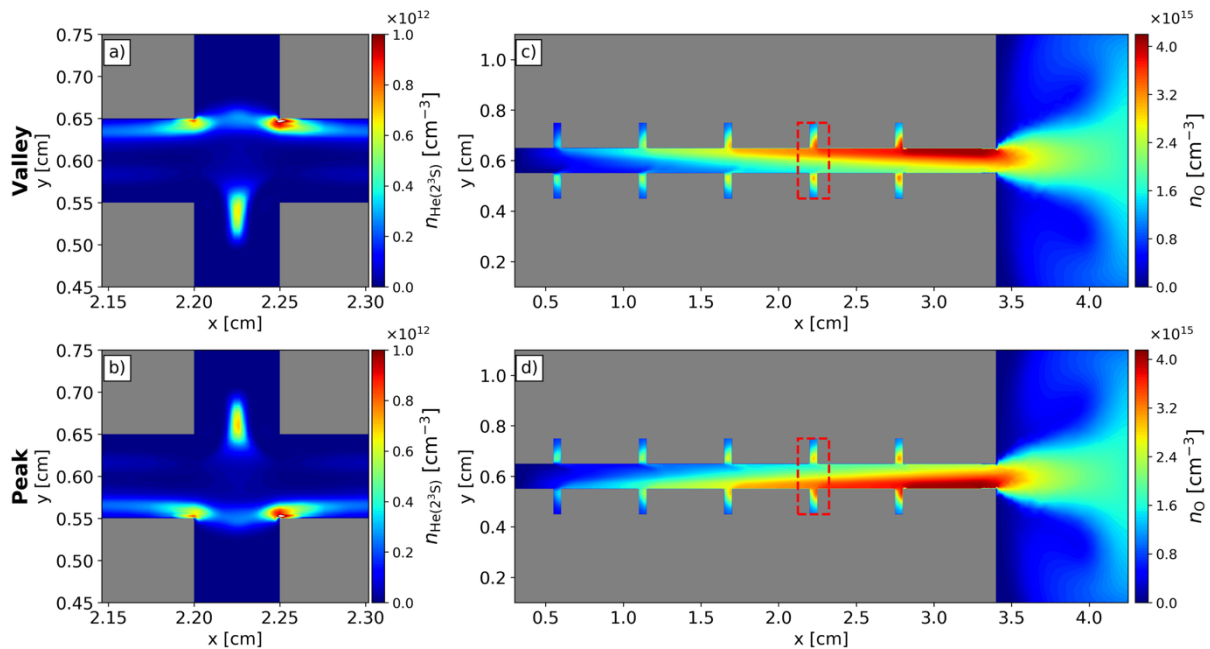 Valley
a)
×10¹²
0.75
0.70
0.65
0.60
0.55
0.50
0.45
y [cm]
2.15 2.20 2.25 2.30
x [cm]
1.0
0.8
0.6
0.4
0.2
0.0
n_He(2³S) [cm⁻³]
c)
×10¹⁵
1.0
0.8
0.6
0.4
0.2
y [cm]
0.5 1.0 1.5 2.0 2.5 3.0 3.5 4.0
x [cm]
4.0
3.2
2.4
1.6
0.8
0.0
n_O [cm⁻³]
Peak
b)
×10¹²
0.75
0.70
0.65
0.60
0.55
0.50
0.45
y [cm]
2.15 2.20 2.25 2.30
x [cm]
1.0
0.8
0.6
0.4
0.2
0.0
n_He(2³S) [cm⁻³]
d)
×10¹⁵
1.0
0.8
0.6
0.4
0.2
y [cm]
0.5 1.0 1.5 2.0 2.5 3.0 3.5 4.0
x [cm]
4.0
3.2
2.4
1.6
0.8
0.0
n_O [cm⁻³]